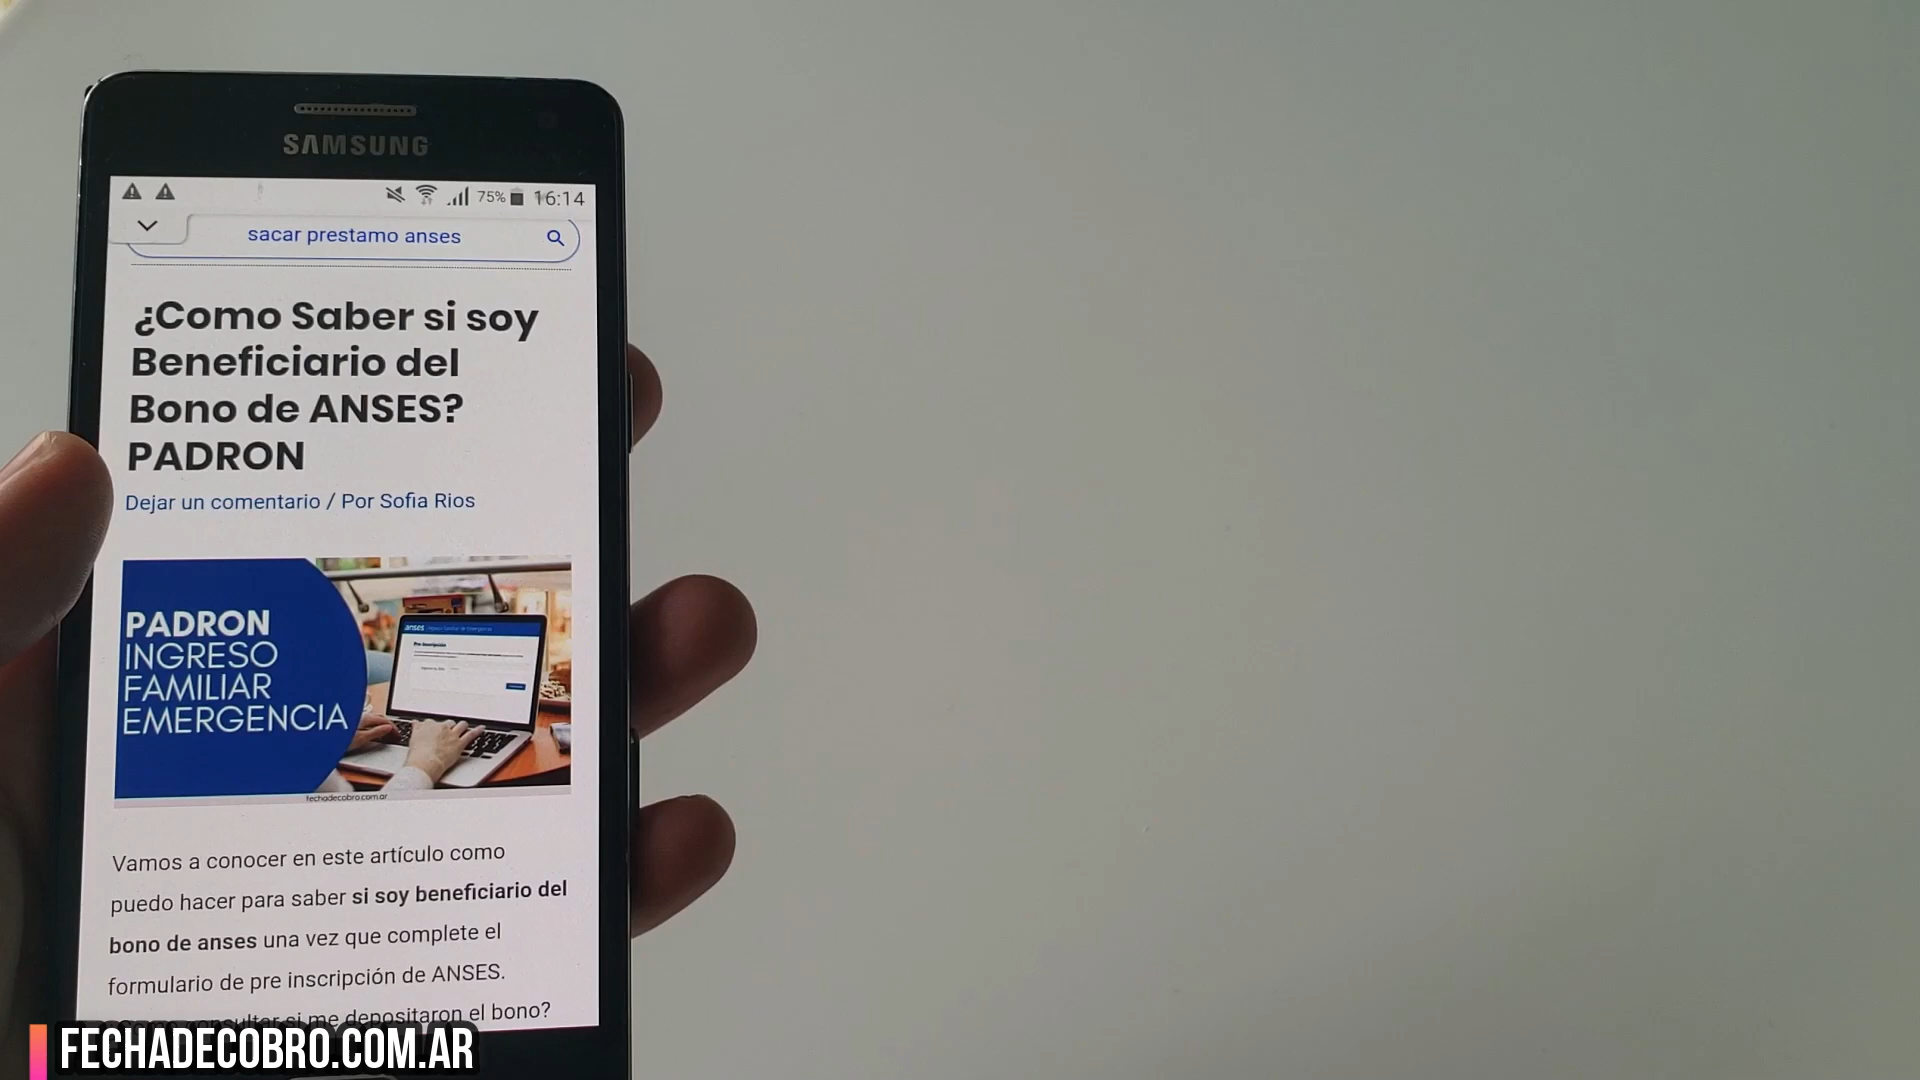 SAMSUNG
75% 16:14
sacar prestamo anses
¿Como Saber si soy
Beneficiario del
Bono de ANSES?
PADRON
Dejar un comentario / Por Sofia Rios
PADRON
INGRESO
FAMILIAR
EMERGENCIA
anses
Pre inscripción
fechadecobro.com.ar
Vamos a conocer en este artículo como
puedo hacer para saber si soy beneficiario del
bono de anses una vez que complete el
formulario de pre inscripción de ANSES.
consultar si me depositaron el bono?
FECHADECOBRO.COM.AR